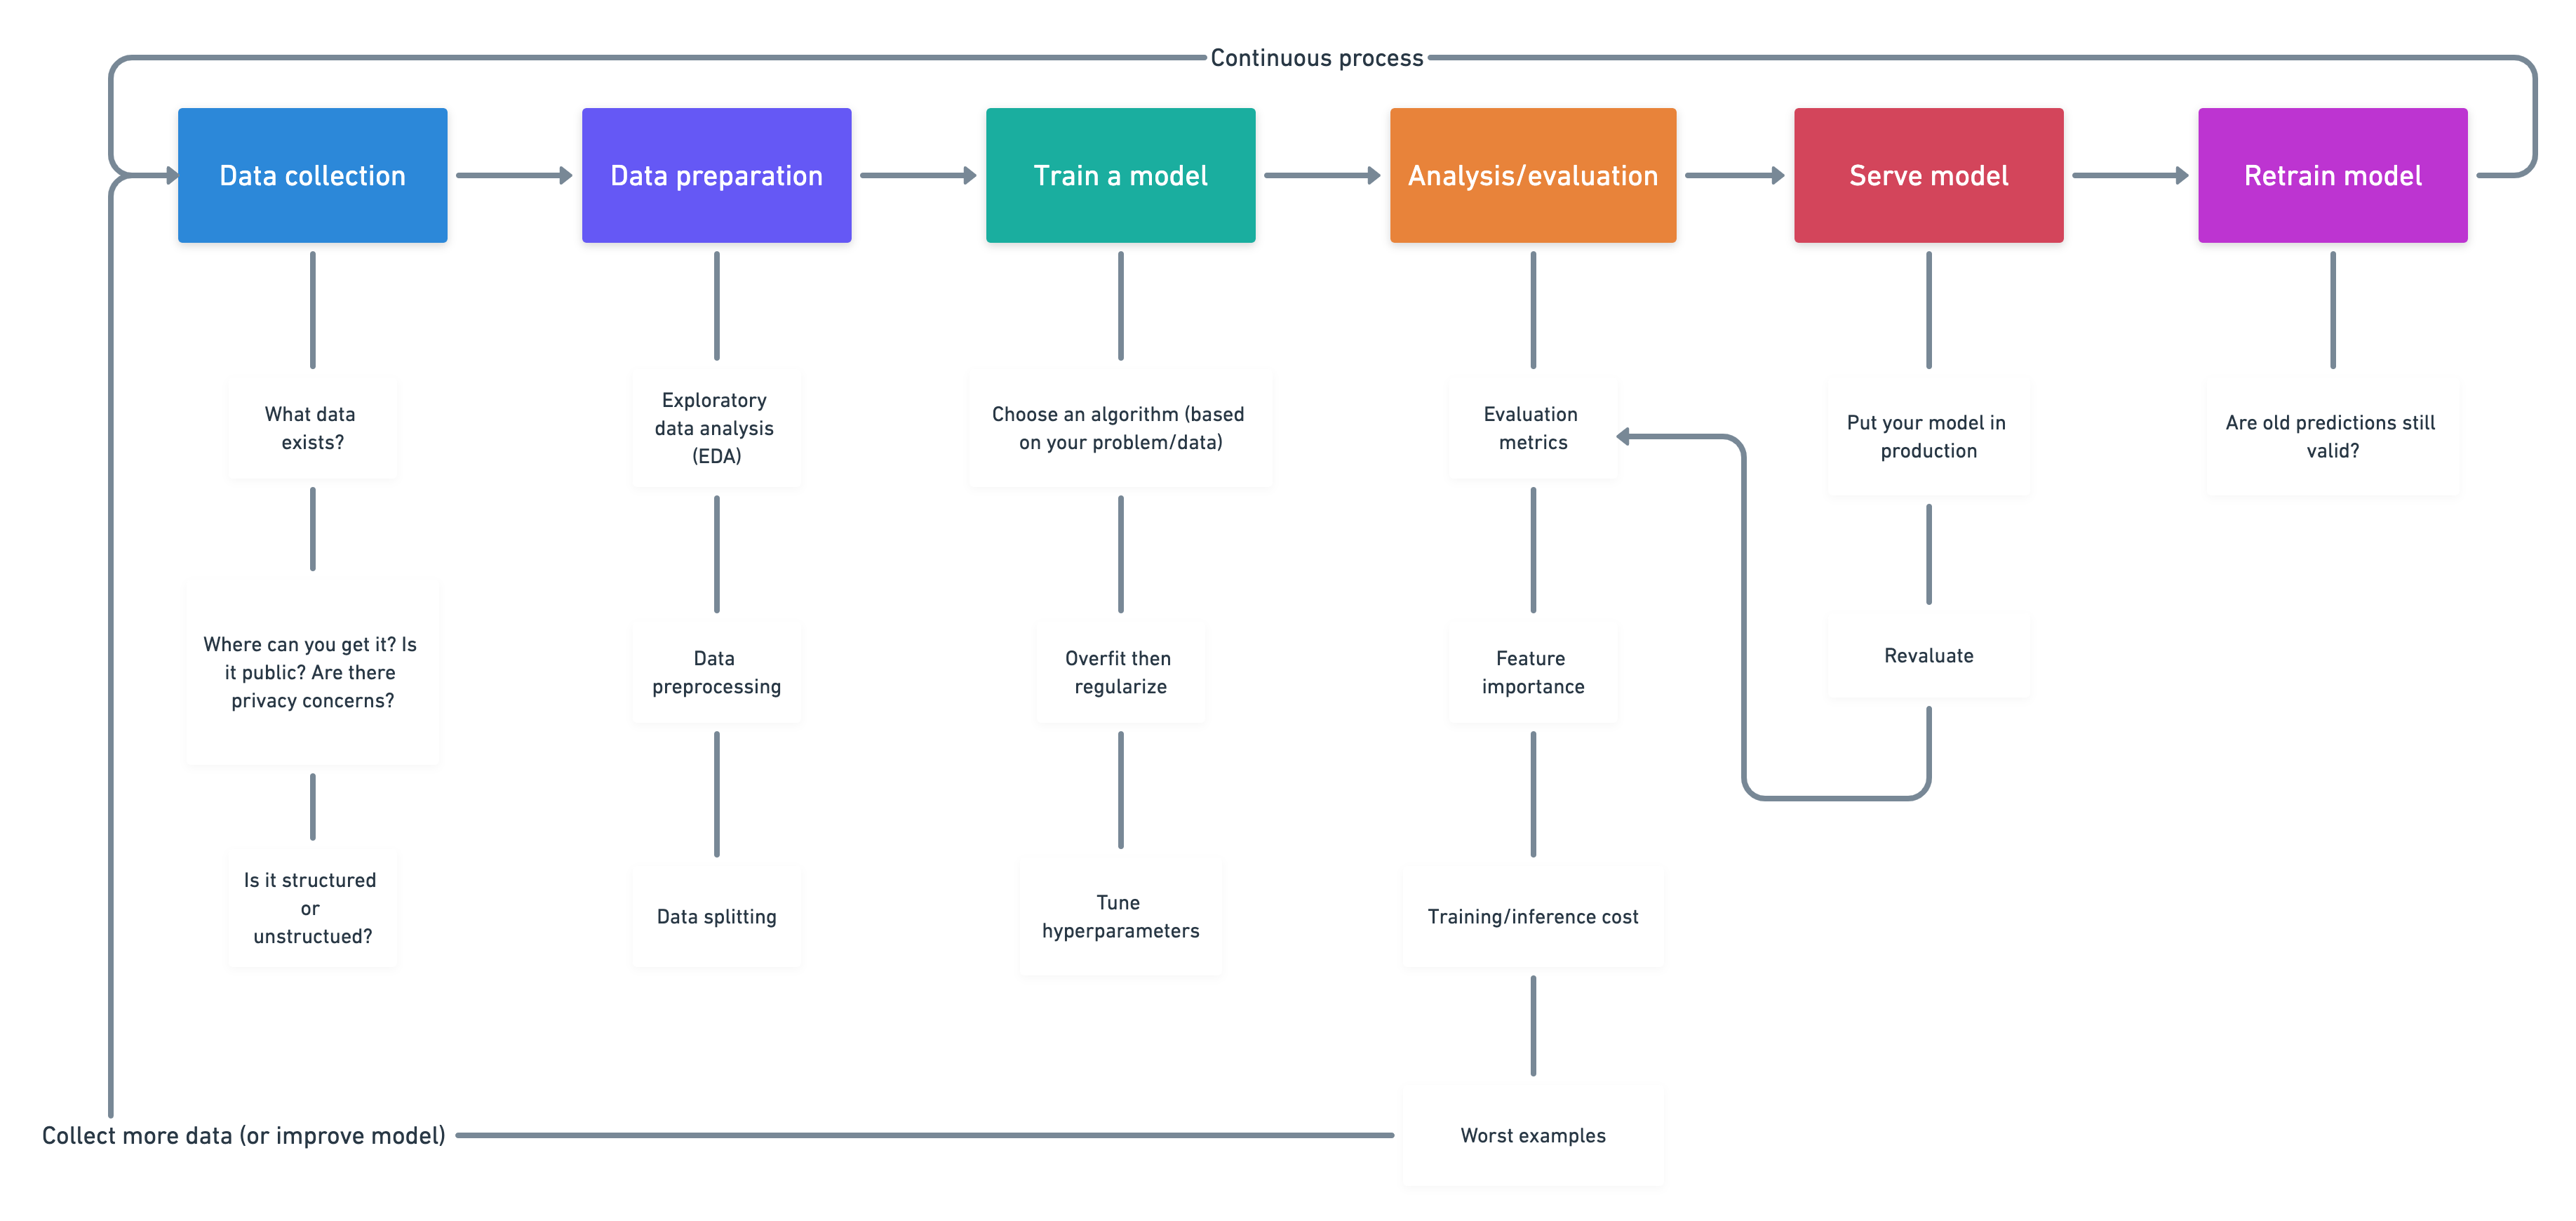 Continuous process
Data collection
Data preparation
Train a model
Analysis/evaluation
Serve model
Retrain model
What data
exists?
Where can you get it? Is
it public? Are there
privacy concerns?
Is it structured
or
unstructued?
Exploratory
data analysis
(EDA)
Data
preprocessing
Data splitting
Choose an algorithm (based
on your problem/data)
Overfit then
regularize
Tune
hyperparameters
Evaluation
metrics
Feature
importance
Training/inference cost
Worst examples
Put your model in
production
Revaluate
Are old predictions still
valid?
Collect more data (or improve model)